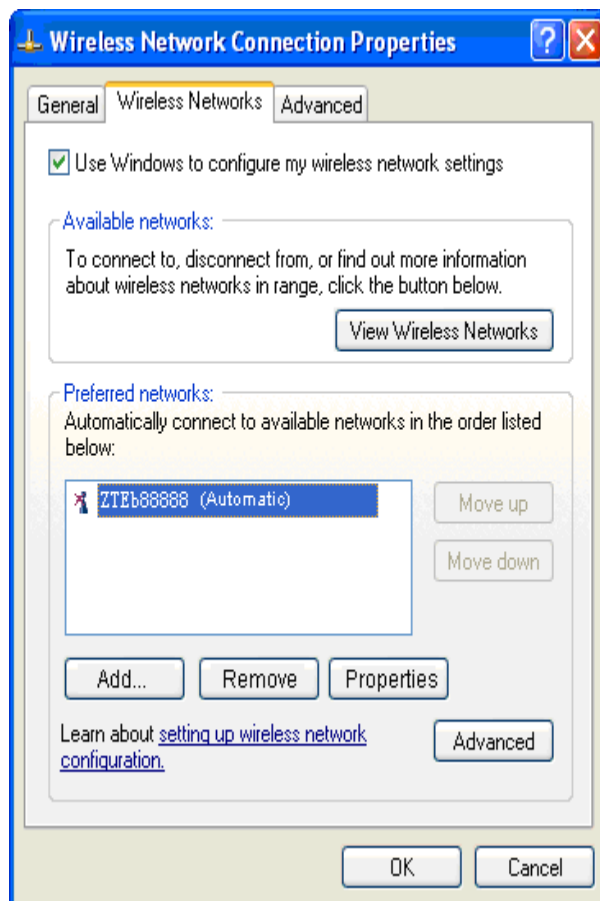 Wireless Network Connection Properties
General
Wireless Networks
Advanced
Use Windows to configure my wireless network settings
Available networks:
To connect to, disconnect from, or find out more information
about wireless networks in range, click the button below.
View Wireless Networks
Preferred networks:
Automatically connect to available networks in the order listed
below:
ZTEb88888 (Automatic)
Move up
Move down
Add...
Remove
Properties
Learn about setting up wireless network
configuration.
Advanced
OK
Cancel